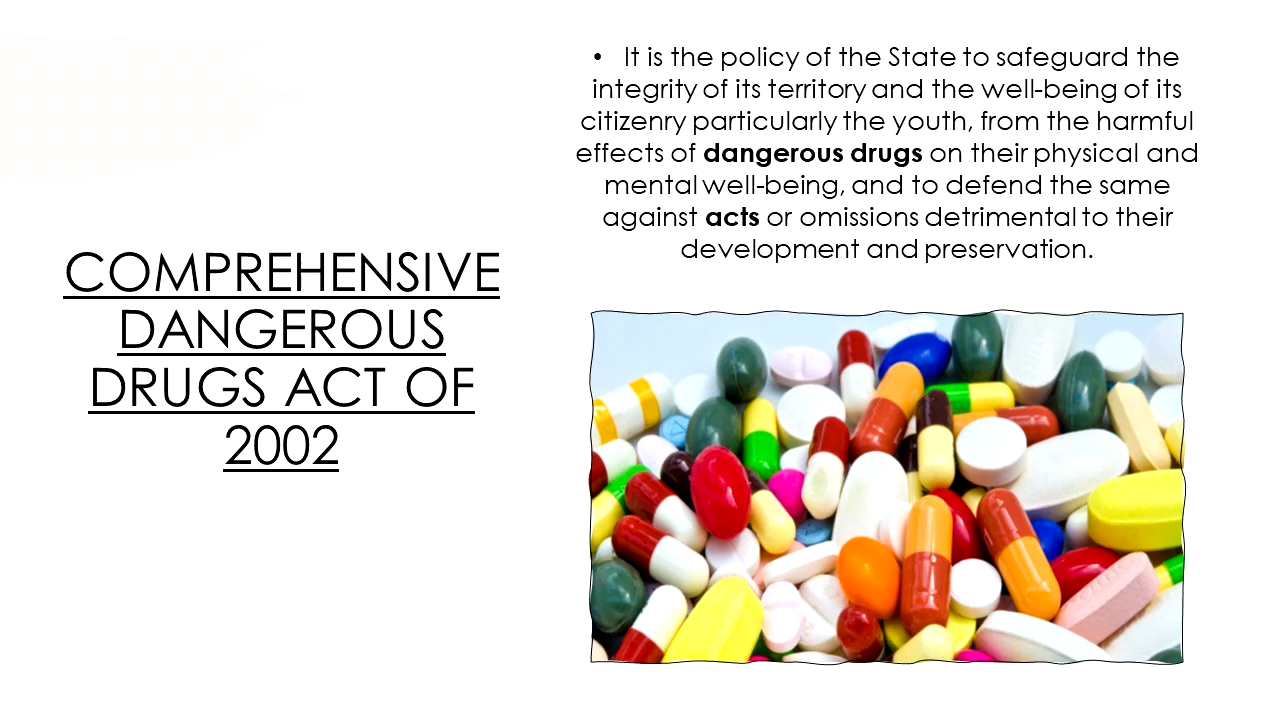 COMPREHENSIVE
DANGEROUS
DRUGS ACT OF
2002
• It is the policy of the State to safeguard the
integrity of its territory and the well-being of its
citizenry particularly the youth, from the harmful
effects of dangerous drugs on their physical and
mental well-being, and to defend the same
against acts or omissions detrimental to their
development and preservation.